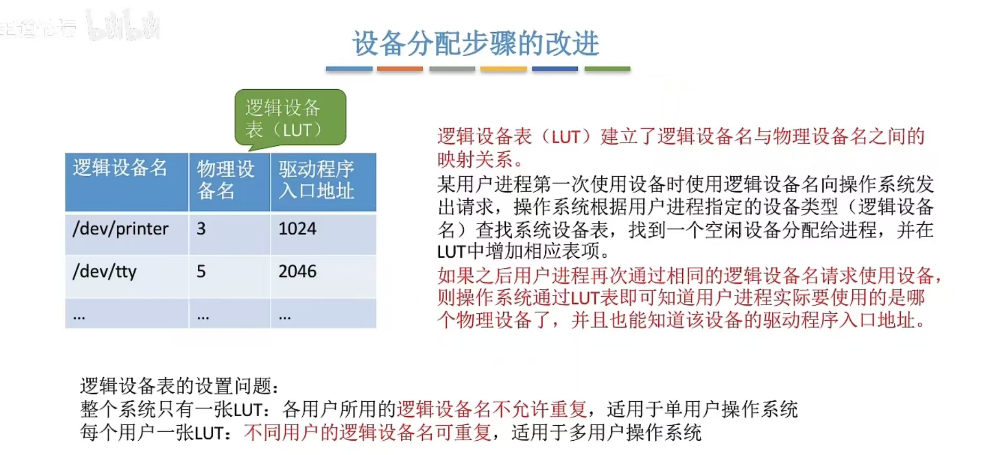 bilibili
设备分配步骤的改进
逻辑设备
表（LUT）
逻辑设备名 物理设备名 驱动程序入口地址
/dev/printer 3 1024
/dev/tty 5 2046
... ... ...
逻辑设备表（LUT）建立了逻辑设备名与物理设备名之间的
映射关系。
某用户进程第一次使用设备时使用逻辑设备名向操作系统发
出请求，操作系统根据用户进程指定的设备类型（逻辑设备
名）查找系统设备表，找到一个空闲设备分配给进程，并在
LUT中增加相应表项。
如果之后用户进程再次通过相同的逻辑设备名请求使用设备，
则操作系统通过LUT表即可知道用户进程实际要使用的是哪
个物理设备了，并且也能知道该设备的驱动程序入口地址。
逻辑设备表的设置问题：
整个系统只有一张LUT：各用户所用的逻辑设备名不允许重复，适用于单用户操作系统
每个用户一张LUT：不同用户的逻辑设备名可重复，适用于多用户操作系统